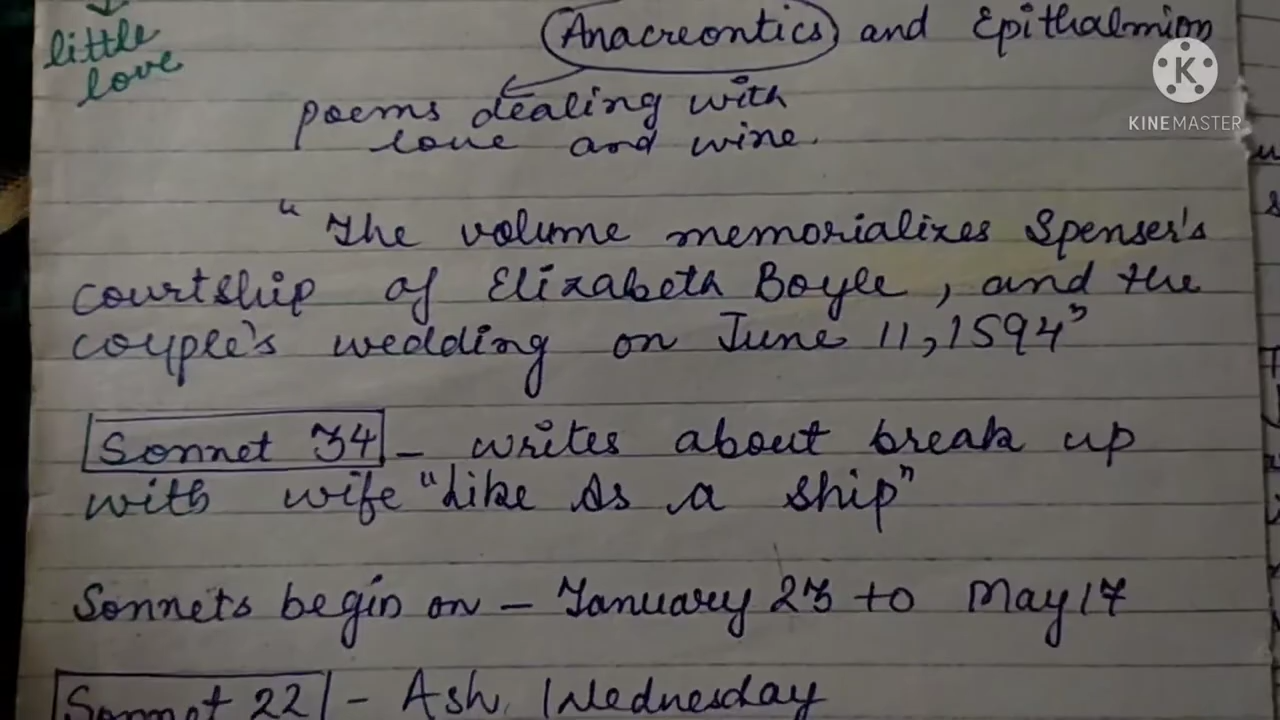 little
love
Anacreontics and Epithalmion
poems dealing with
love and wine.
"The volume memorializes Spenser's
courtship of Elizabeth Boyle, and the
couple's wedding on June 11, 1594"
Sonnet 34 - writes about break up
with wife "Like As a ship"
Sonnets begin on - January 23 to May 17
Sonnet 22 - Ash Wednesday
KINEMASTER